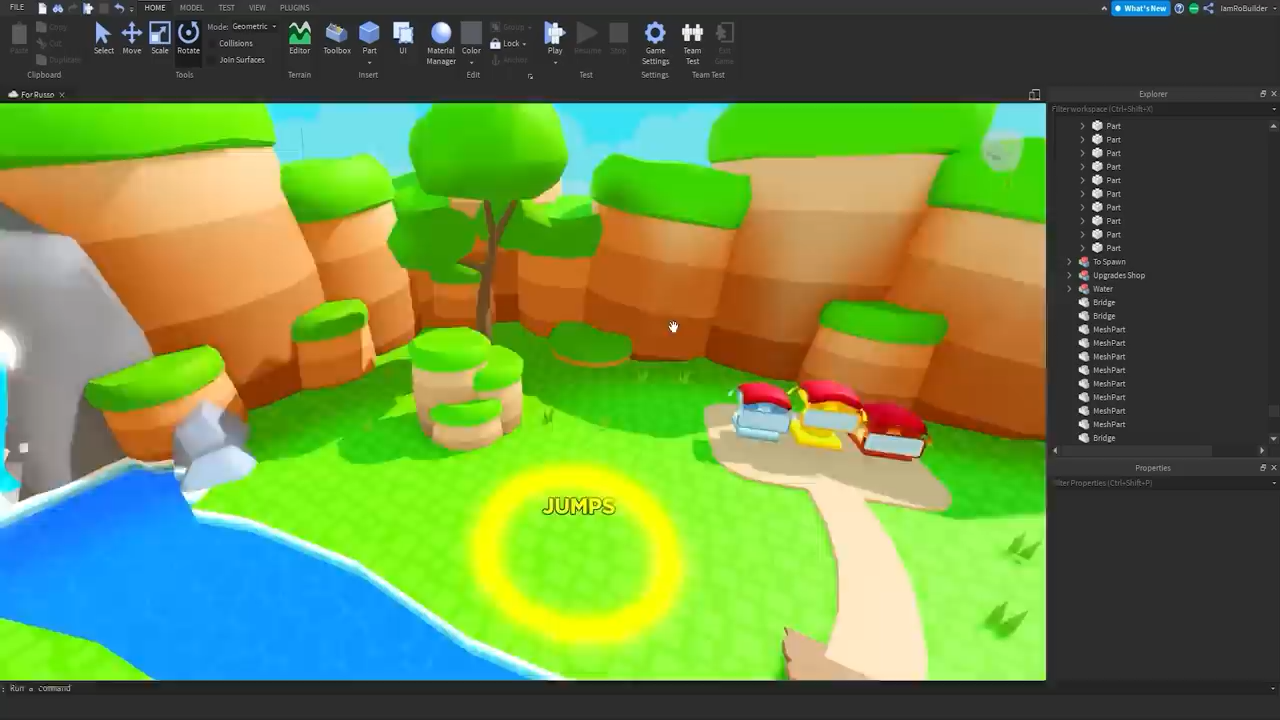 FILE HOME MODEL TEST VIEW PLUGINS What's New IamRoBuilder
Paste Copy Cut Duplicate Select Move Scale Rotate Mode: Geometric Collisions Join Surfaces Editor Toolbox Part UI Material Manager Color Group Lock Anchor Play Resume Stop Game Settings Team Test Exit Game
Clipboard Tools Terrain Insert Edit Test Settings Team Test
For Russo x
Explorer
Filter workspace (Ctrl+Shift+X)
Part
Part
Part
Part
Part
Part
Part
Part
Part
Part
To Spawn
Upgrades Shop
Water
Bridge
Bridge
MeshPart
MeshPart
MeshPart
MeshPart
MeshPart
MeshPart
MeshPart
MeshPart
Bridge
Properties
Filter Properties (Ctrl+Shift+P)
JUMPS
Run a command